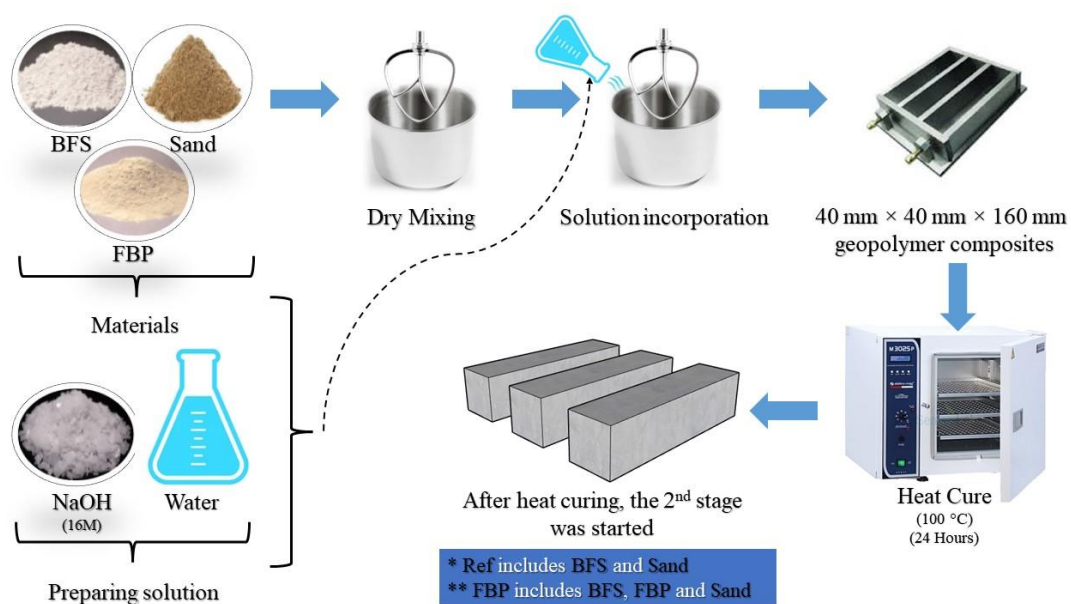 BFS
Sand
FBP
Materials
Dry Mixing
Solution incorporation
40 mm × 40 mm × 160 mm
geopolymer composites
NaOH
(16M)
Water
Preparing solution
After heat curing, the 2nd stage
was started
M3025P
Heat Cure
(100 °C)
(24 Hours)
* Ref includes BFS and Sand
** FBP includes BFS, FBP and Sand